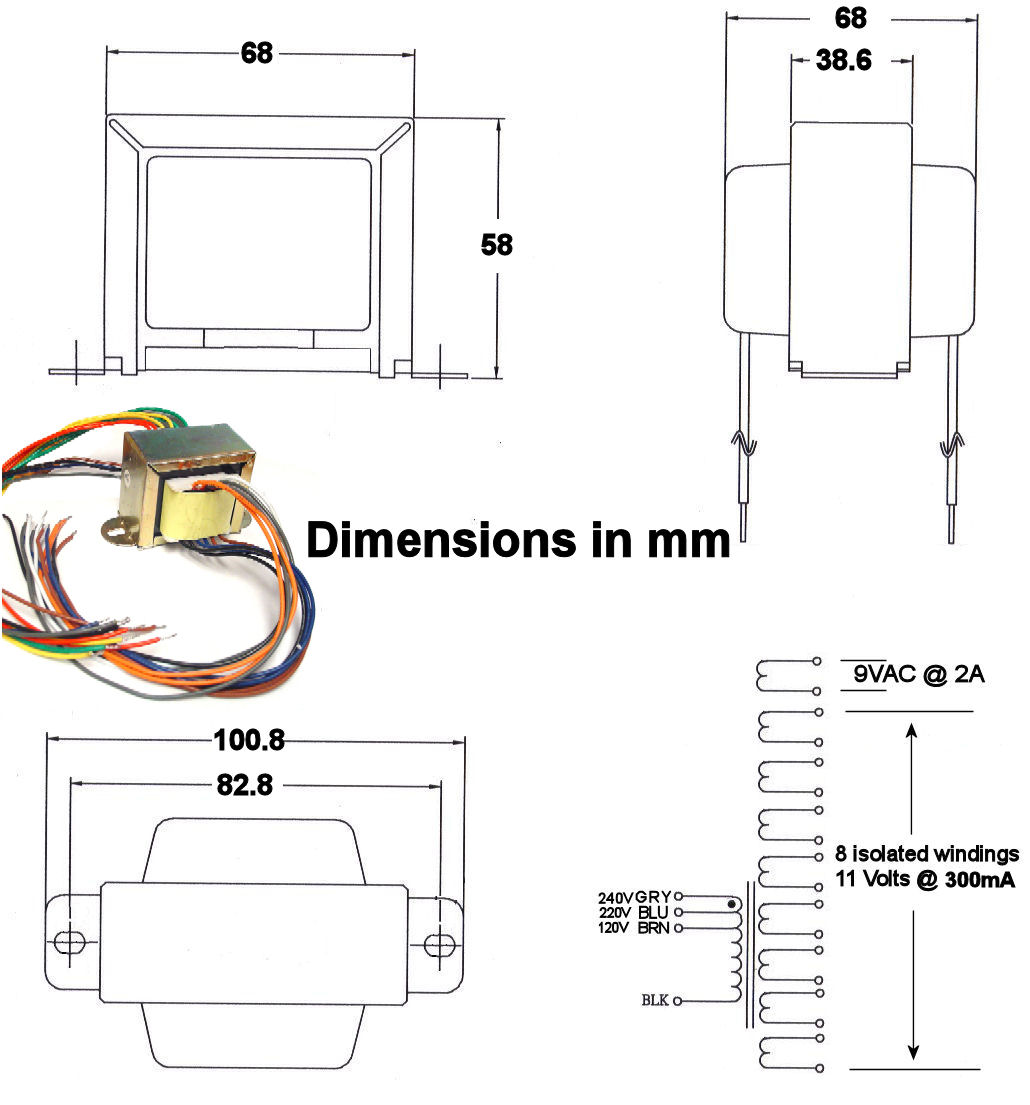 68
68
38.6
58
Dimensions in mm
9VAC @ 2A
100.8
82.8
8 isolated windings
11 Volts @ 300mA
240V GRY
220V BLU
120V BRN
BLK